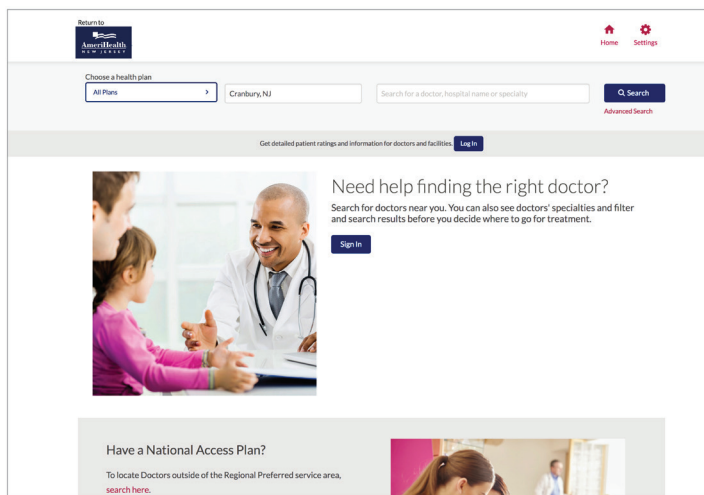 Return to
AmeriHealth
NEW JERSEY
Home
Settings
Choose a health plan
All Plans
Cranbury, NJ
Search for a doctor, hospital name or specialty
Search
Advanced Search
Get detailed patient ratings and information for doctors and facilities. Log In
Need help finding the right doctor?
Search for doctors near you. You can also see doctors' specialties and filter
and search results before you decide where to go for treatment.
Sign In
Have a National Access Plan?
To locate Doctors outside of the Regional Preferred service area,
search here.